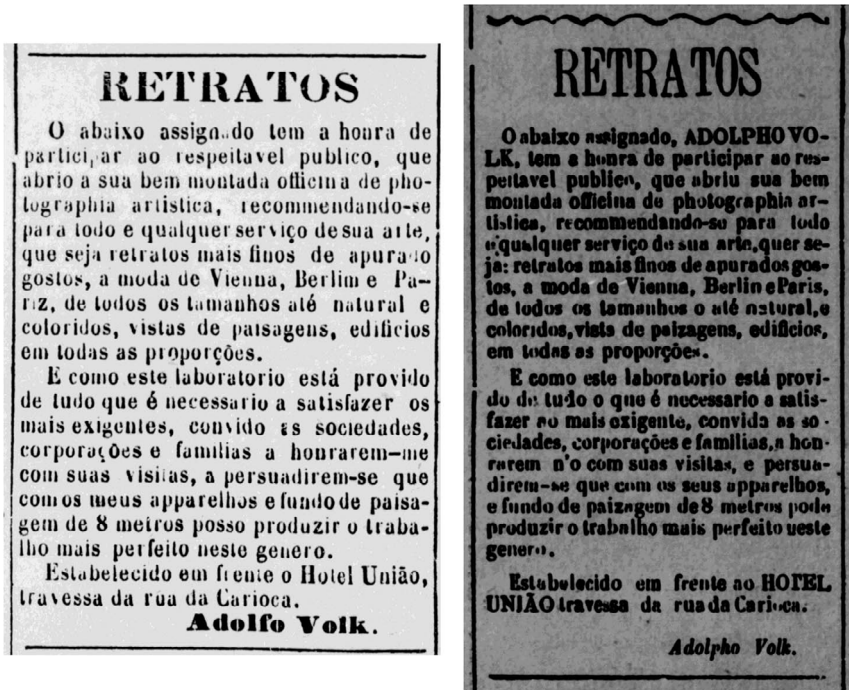 RETRATOS
O abaixo assignado tem a honra de
participar ao respeitavel publico, que
abrio a sua bem montada officina de pho-
tographia artistica, recommendando-se
para todo e qualquer serviço de sua arte,
que seja retratos mais finos de apurado
gostos, a moda de Vienna, Berlim e Pa-
riz, de todos os tamanhos até natural e
coloridos, vistas de paisagens, edificios
em todas as proporções.
E como este laboratorio está provido
de tudo que é necessario a satisfazer os
mais exigentes, convido as sociedades,
corporações e familias a honrarem-me
com suas visitas, a persuadirem-se que
com os meus apparelhos e fundo de paisa-
gem de 8 metros posso produzir o traba-
lho mais perfeito neste genero.
Estabelecido em frente o Hotel União,
travessa da rua da Carioca.
Adolfo Volk.
RETRATOS
O abaixo assignado, ADOLPHO VO-
LK, tem a honra de participar ao res-
peitavel publico, que abriu sua bem
montada officina de photographia ar-
tistica, recommendando-se para todo
e qualquer serviço de sua arte, quer se-
ja: retratos mais finos de apurados gos-
tos, a moda de Vienna, Berlin e Paris,
de todos os tamanhos o até natural, e
coloridos, vista de paizagens, edificios,
em todas as proporções.
E como este laboratorio está provi-
do de tudo o que é necessario a satis-
fazer ao mais exigente, convida as so-
ciedades, corporações e familias, a hon-
rarem n'o com suas visitas, e persua-
direm-se que com os seus apparelhos,
e fundo de paizagem de 8 metros pode
produzir o trabalho mais perfeito neste
genero.
Estabelecido em frente ao HOTEL
UNIÃO travessa da rua da Carioca.
Adolpho Volk.